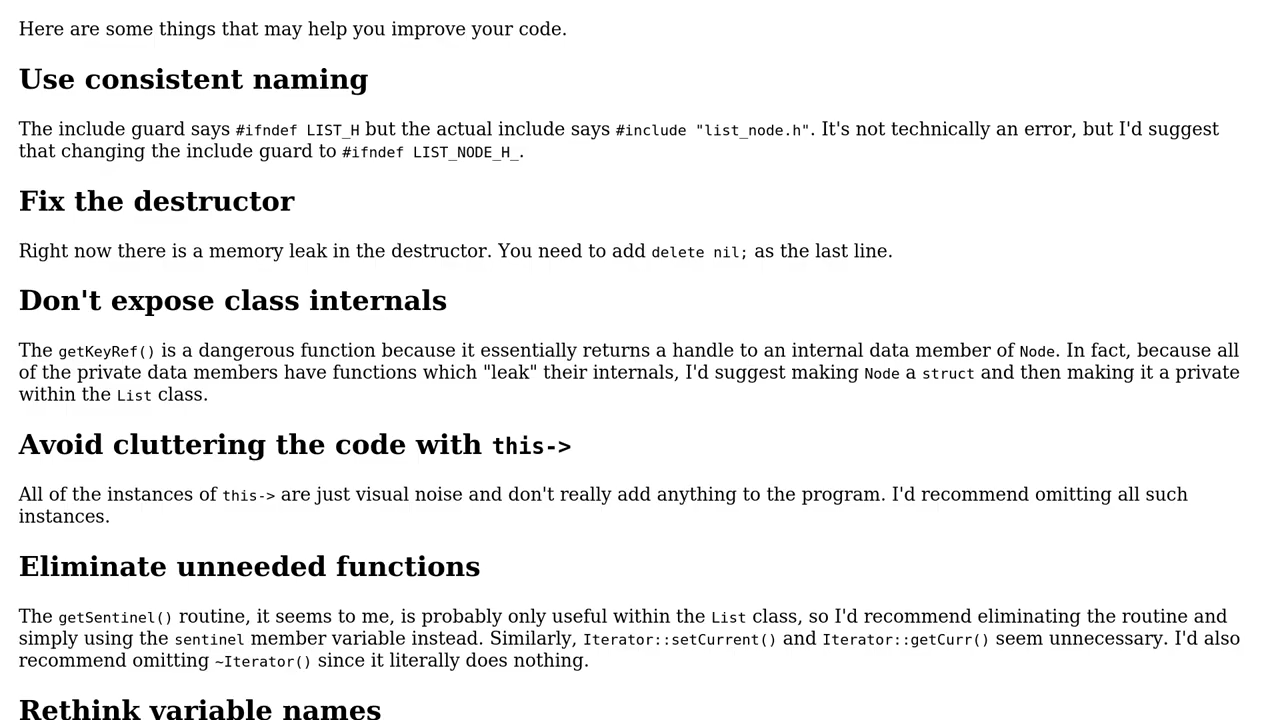 Here are some things that may help you improve your code.
Use consistent naming
The include guard says #ifndef LIST_H but the actual include says #include "list_node.h". It's not technically an error, but I'd suggest
that changing the include guard to #ifndef LIST_NODE_H_.
Fix the destructor
Right now there is a memory leak in the destructor. You need to add delete nil; as the last line.
Don't expose class internals
The getKeyRef() is a dangerous function because it essentially returns a handle to an internal data member of Node. In fact, because all
of the private data members have functions which "leak" their internals, I'd suggest making Node a struct and then making it a private
within the List class.
Avoid cluttering the code with this->
All of the instances of this-> are just visual noise and don't really add anything to the program. I'd recommend omitting all such
instances.
Eliminate unneeded functions
The getSentinel() routine, it seems to me, is probably only useful within the List class, so I'd recommend eliminating the routine and
simply using the sentinel member variable instead. Similarly, Iterator::setCurrent() and Iterator::getCurr() seem unnecessary. I'd also
recommend omitting ~Iterator() since it literally does nothing.
Rethink variable names